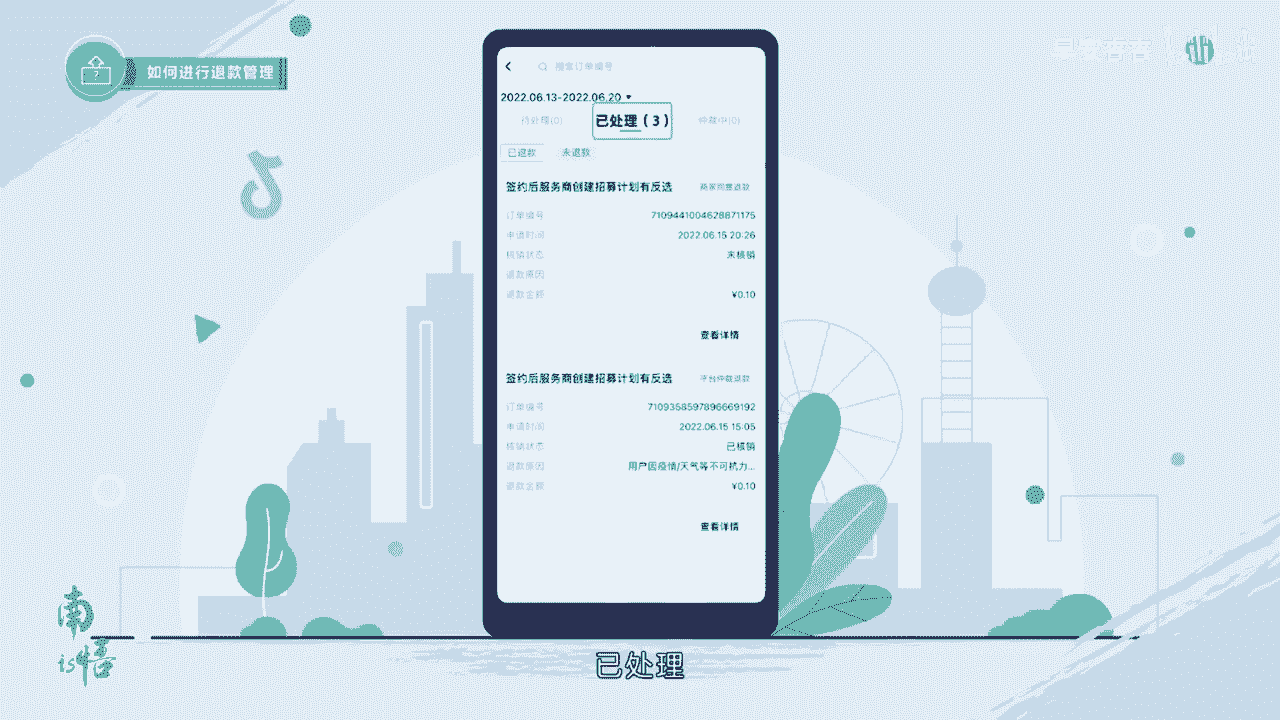 如何进行退款管理
搜索订单编号
2022.06.13-2022.06.20
待处理(0)
已处理(3)
仲裁中(0)
已退款
未退款
签约后服务商创建招募计划有反选
商家同意退款
订单编号
7109441004628871175
申请时间
2022.06.15 20:26
核销状态
未核销
退款原因
退款金额
¥0.10
查看详情
签约后服务商创建招募计划有反选
平台仲裁退款
订单编号
7109358597896669192
申请时间
2022.06.15 15:05
核销状态
已核销
退款原因
用户因疫情/天气等不可抗力...
退款金额
¥0.10
查看详情
南
is悟
已处理